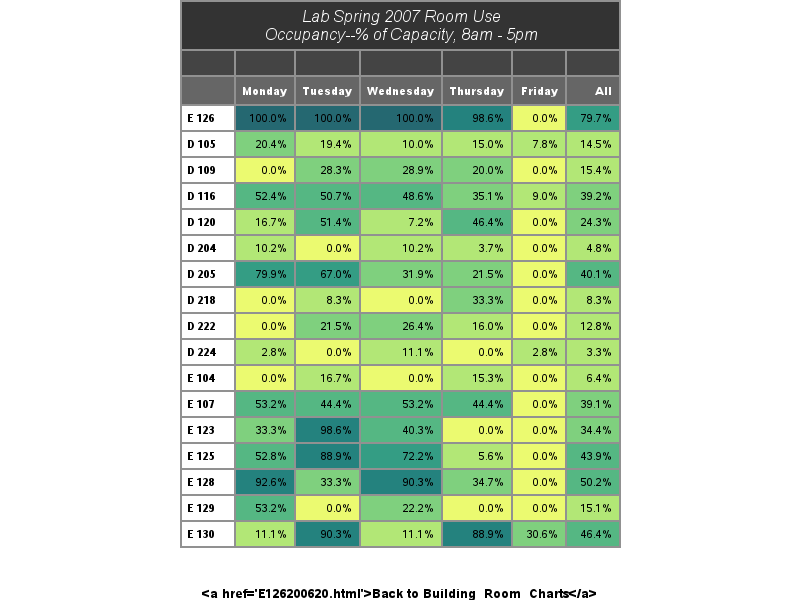 Lab Spring 2007 Room Use
Occupancy--% of Capacity, 8am - 5pm
Monday Tuesday Wednesday Thursday Friday All
E 126 100.0% 100.0% 100.0% 98.6% 0.0% 79.7%
D 105 20.4% 19.4% 10.0% 15.0% 7.8% 14.5%
D 109 0.0% 28.3% 28.9% 20.0% 0.0% 15.4%
D 116 52.4% 50.7% 48.6% 35.1% 9.0% 39.2%
D 120 16.7% 51.4% 7.2% 46.4% 0.0% 24.3%
D 204 10.2% 0.0% 10.2% 3.7% 0.0% 4.8%
D 205 79.9% 67.0% 31.9% 21.5% 0.0% 40.1%
D 218 0.0% 8.3% 0.0% 33.3% 0.0% 8.3%
D 222 0.0% 21.5% 26.4% 16.0% 0.0% 12.8%
D 224 2.8% 0.0% 11.1% 0.0% 2.8% 3.3%
E 104 0.0% 16.7% 0.0% 15.3% 0.0% 6.4%
E 107 53.2% 44.4% 53.2% 44.4% 0.0% 39.1%
E 123 33.3% 98.6% 40.3% 0.0% 0.0% 34.4%
E 125 52.8% 88.9% 72.2% 5.6% 0.0% 43.9%
E 128 92.6% 33.3% 90.3% 34.7% 0.0% 50.2%
E 129 53.2% 0.0% 22.2% 0.0% 0.0% 15.1%
E 130 11.1% 90.3% 11.1% 88.9% 30.6% 46.4%
<a href='E126200620.html'>Back to Building_Room_Charts</a>